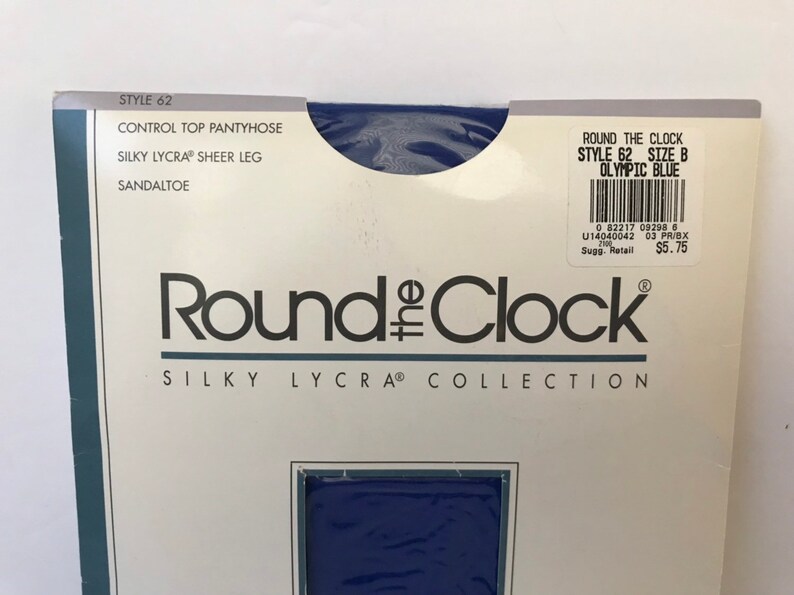 STYLE 62
CONTROL TOP PANTYHOSE
SILKY LYCRA® SHEER LEG
SANDALTOE
ROUND THE CLOCK
STYLE 62 SIZE B
OLYMPIC BLUE
0 82217 09298 6
U14040042 03 PR/BX
2100
Sugg. Retail $5.75
Round the Clock®
SILKY LYCRA® COLLECTION